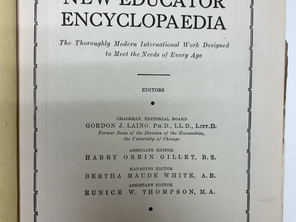 NEW EDUCATOR
ENCYCLOPAEDIA
The Thoroughly Modern International Work Designed
to Meet the Needs of Every Age
EDITORS
CHAIRMAN, EDITORIAL BOARD
GORDON J. LAING, PH.D., LL.D., LITT.D.
Former Dean of the Division of the Humanities,
the University of Chicago
ASSOCIATE EDITOR
HARRY ORRIN GILLET, B.S.
MANAGING EDITOR
BERTHA MAUDE WHITE, A.B.
ASSISTANT EDITOR
EUNICE W. THOMPSON, M.A.